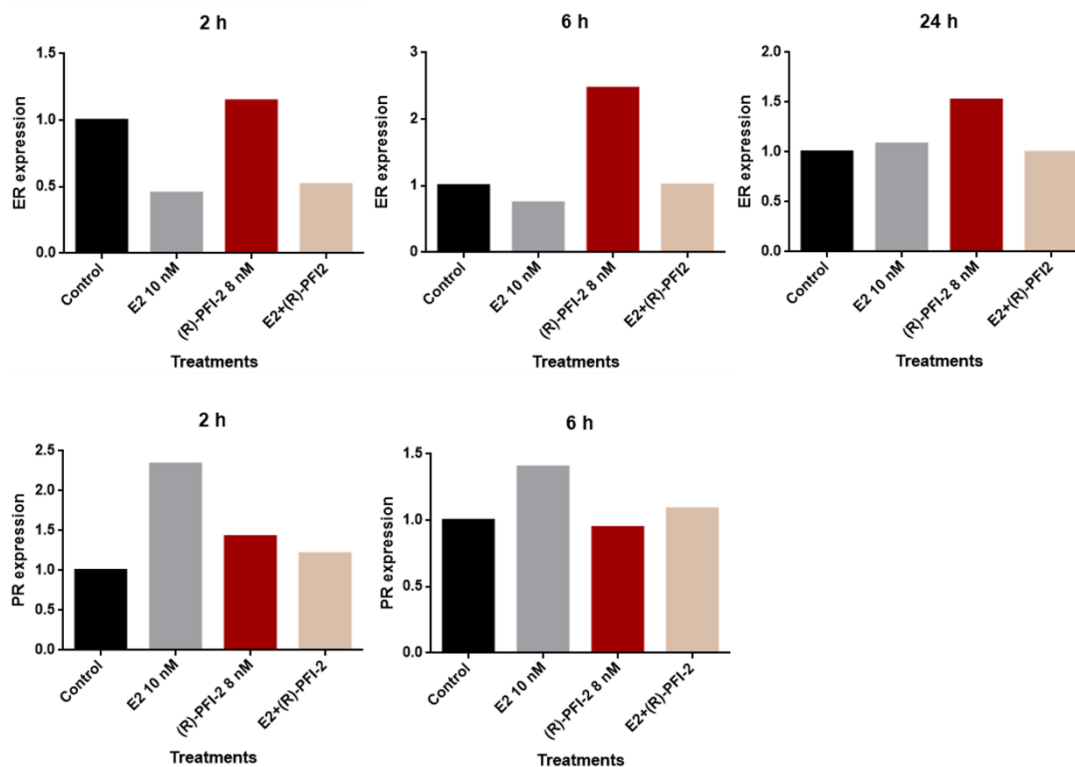 2 h
ER expression
1.5
1.0
0.5
0.0
Control
E2 10 nM
(R)-PFI-2 8 nM
E2+(R)-PFI2
Treatments
6 h
ER expression
3
2
1
0
Control
E2 10 nM
(R)-PFI-2 8 nM
E2+(R)-PFI2
Treatments
24 h
ER expression
2.0
1.5
1.0
0.5
0.0
Control
E2 10 nM
(R)-PFI-2 8 nM
E2+(R)-PFI2
Treatments
2 h
PR expression
2.5
2.0
1.5
1.0
0.5
0.0
Control
E2 10 nM
(R)-PFI-2 8 nM
E2+(R)-PFI-2
Treatments
6 h
PR expression
1.5
1.0
0.5
0.0
Control
E2 10 nM
(R)-PFI-2 8 nM
E2+(R)-PFI-2
Treatments